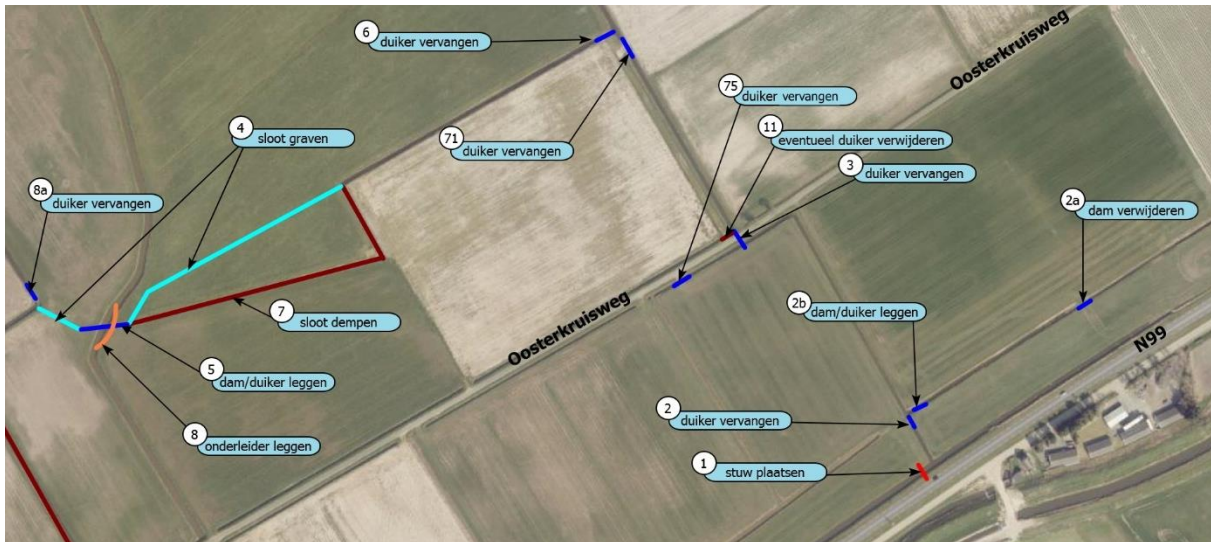 6
duiker vervangen
Oosterkruisweg
75
duiker vervangen
4
sloot graven
71
duiker vervangen
11
eventueel duiker verwijderen
3
duiker vervangen
8a
duiker vervangen
2a
dam verwijderen
7
sloot dempen
Oosterkruisweg
2b
dam/duiker leggen
N99
5
dam/duiker leggen
2
duiker vervangen
8
onderleider leggen
1
stuw plaatsen